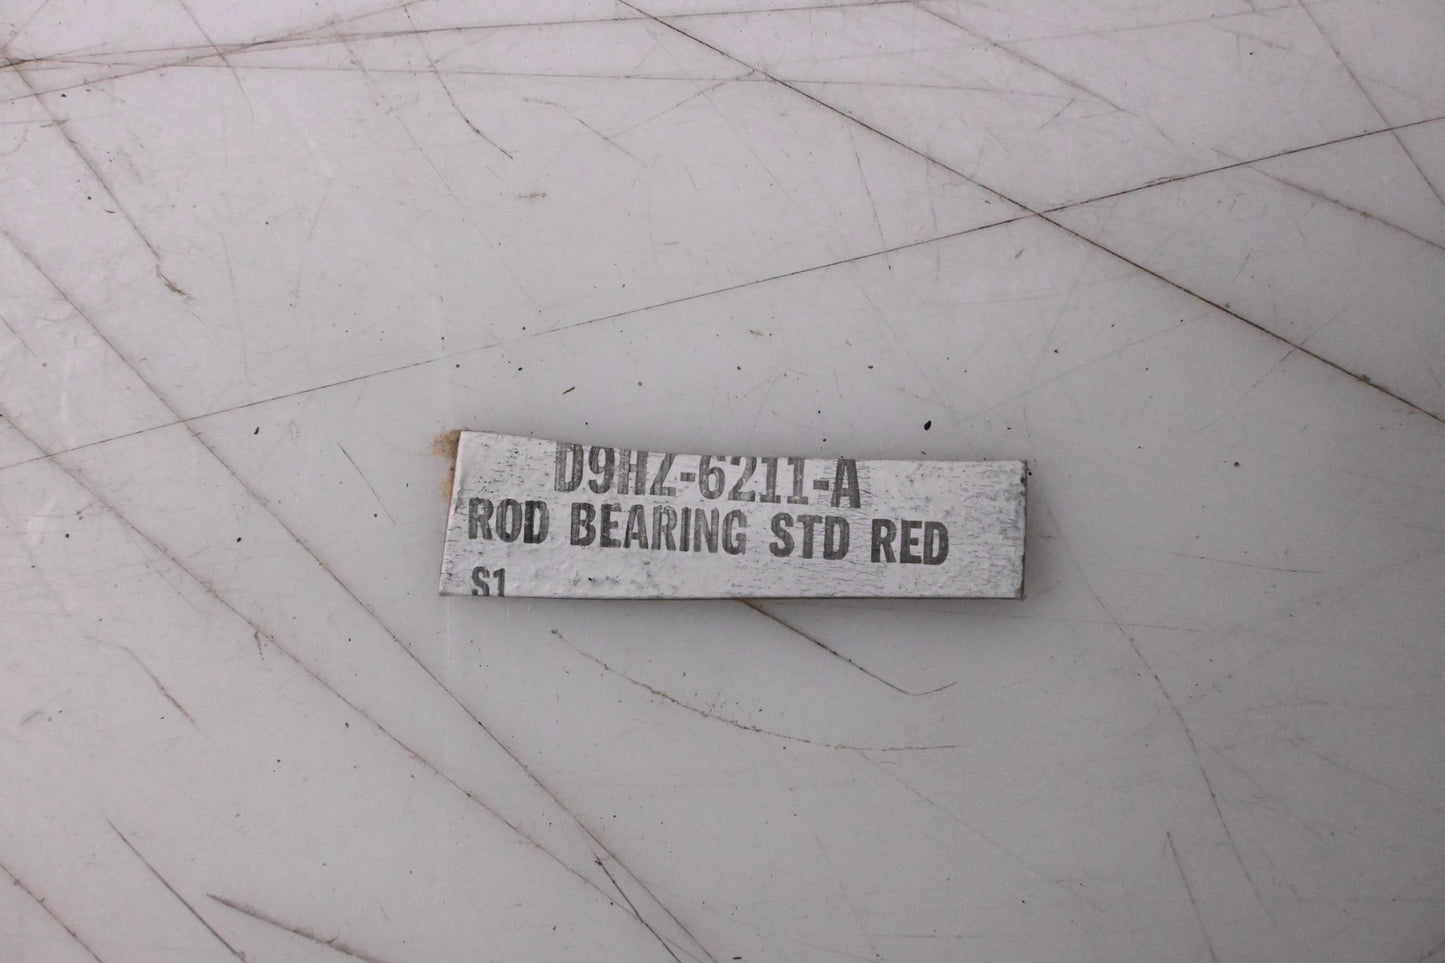 D9HZ-6211-A
ROD BEARING STD RED
S1